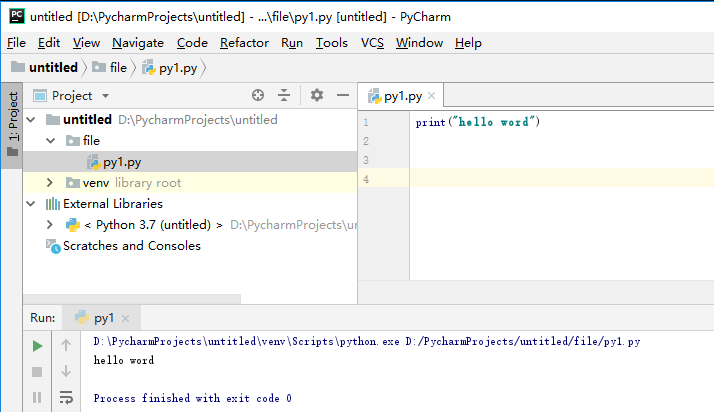 untitled [D:\PycharmProjects\untitled] - ...\file\py1.py [untitled] - PyCharm
File Edit View Navigate Code Refactor Run Tools VCS Window Help
untitled file py1.py
1: Project
Project
py1.py
untitled D:\PycharmProjects\untitled
file
py1.py
venv library root
External Libraries
< Python 3.7 (untitled) > D:\PycharmProjects\
Scratches and Consoles
1 print("hello word")
2
3
4
Run: py1
D:\PycharmProjects\untitled\venv\Scripts\python.exe D:/PycharmProjects/untitled/file/py1.py
hello word
Process finished with exit code 0